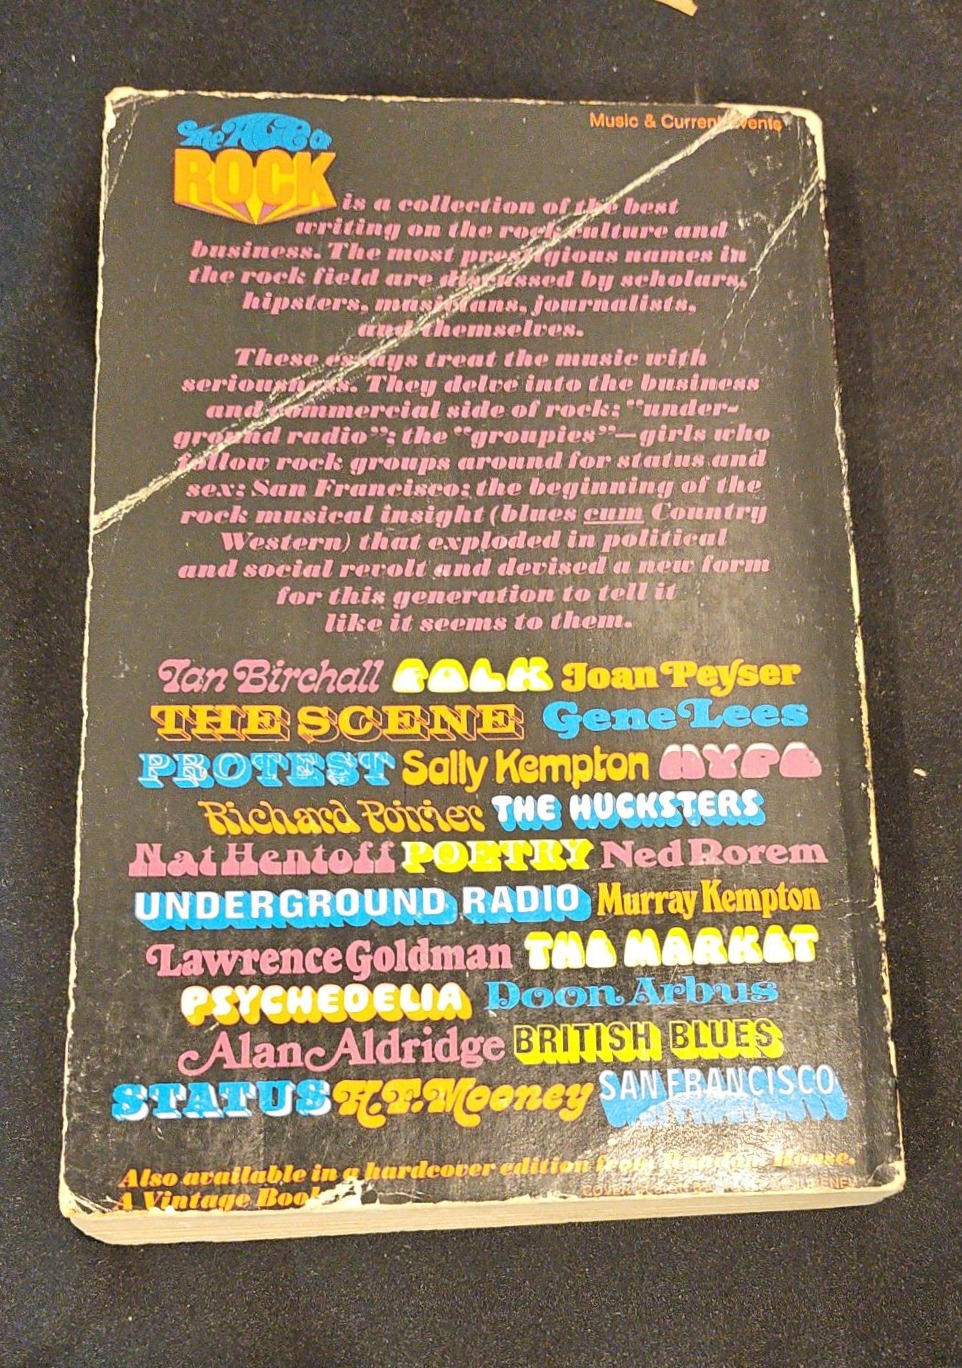 Music & Current Events
The AGE of
ROCK is a collection of the best
writing on the rock culture and
business. The most prestigious names in
the rock field are discussed by scholars,
hipsters, musicians, journalists,
and themselves.
These essays treat the music with
seriousness. They delve into the business
and commercial side of rock; "under-
ground radio"; the "groupies"—girls who
follow rock groups around for status and
sex; San Francisco; the beginning of the
rock musical insight (blues cum Country
Western) that exploded in political
and social revolt and devised a new form
for this generation to tell it
like it seems to them.
Ian Birchall FOLK Joan Peyser
THE SCENE Gene Lees
PROTEST Sally Kempton HYPE
Richard Poirier THE HUCKSTERS
Nat Hentoff POETRY Ned Rorem
UNDERGROUND RADIO Murray Kempton
Lawrence Goldman THE MARKET
PSYCHEDELIA Doon Arbus
Alan Aldridge BRITISH BLUES
STATUS H.F. Mooney SAN FRANCISCO
Also available in a hardcover edition from Random House.
A Vintage Book
COVER